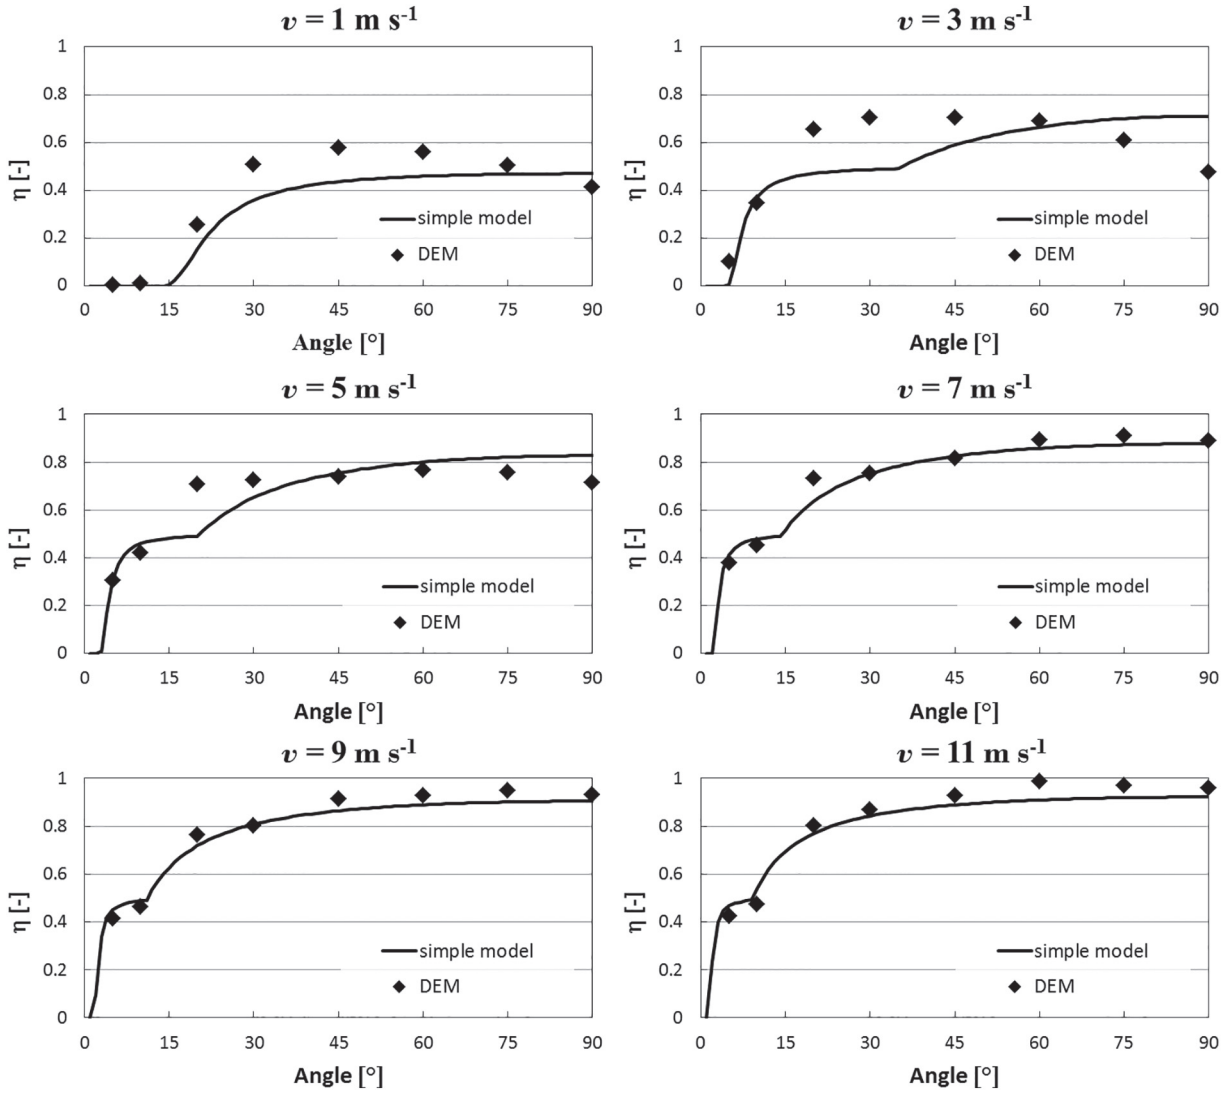 v = 1 m s-1
v = 3 m s-1
1
0.8
0.6
0.4
0.2
0
η [-]
simple model
DEM
0 15 30 45 60 75 90
Angle [°]
1
0.8
0.6
0.4
0.2
0
η [-]
simple model
DEM
0 15 30 45 60 75 90
Angle [°]
v = 5 m s-1
v = 7 m s-1
1
0.8
0.6
0.4
0.2
0
η [-]
simple model
DEM
0 15 30 45 60 75 90
Angle [°]
1
0.8
0.6
0.4
0.2
0
η [-]
simple model
DEM
0 15 30 45 60 75 90
Angle [°]
v = 9 m s-1
v = 11 m s-1
1
0.8
0.6
0.4
0.2
0
η [-]
simple model
DEM
0 15 30 45 60 75 90
Angle [°]
1
0.8
0.6
0.4
0.2
0
η [-]
simple model
DEM
0 15 30 45 60 75 90
Angle [°]